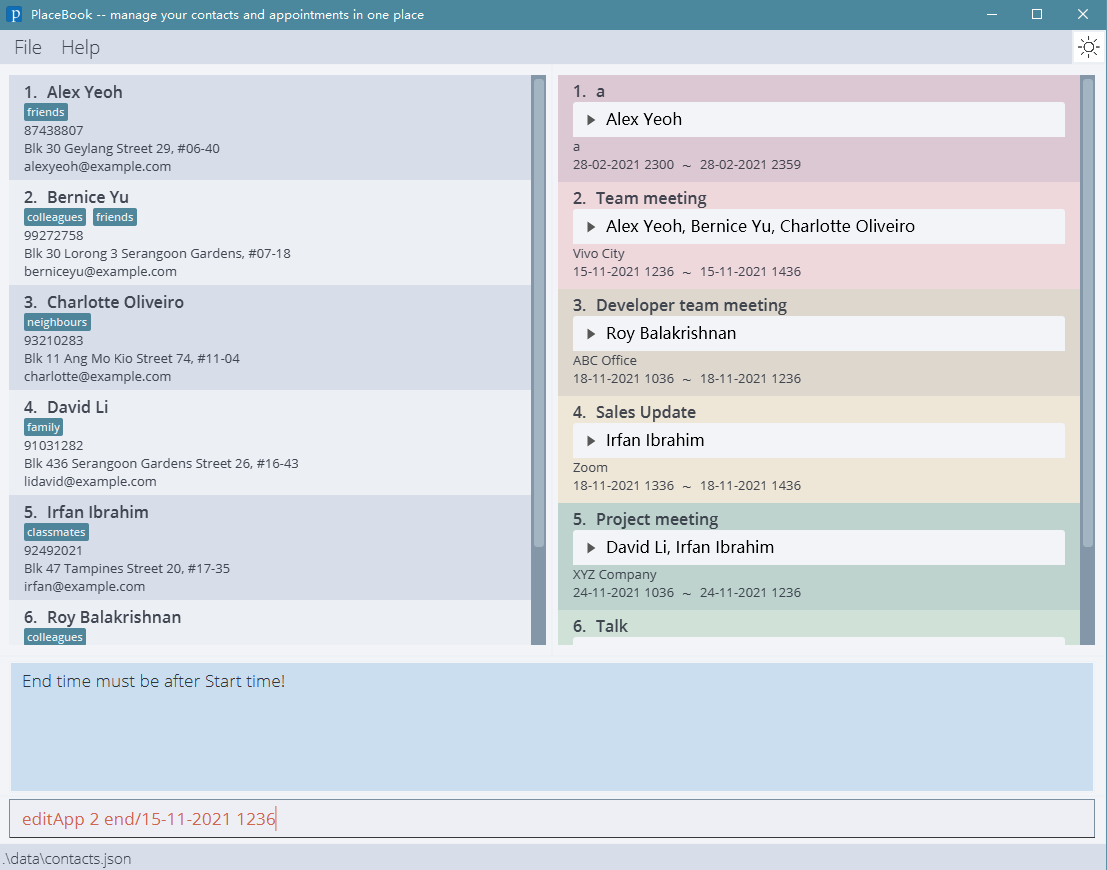 PlaceBook -- manage your contacts and appointments in one place
File Help
1. Alex Yeoh
friends
87438807
Blk 30 Geylang Street 29, #06-40
alexyeoh@example.com
2. Bernice Yu
colleagues friends
99272758
Blk 30 Lorong 3 Serangoon Gardens, #07-18
berniceyu@example.com
3. Charlotte Oliveiro
neighbours
93210283
Blk 11 Ang Mo Kio Street 74, #11-04
charlotte@example.com
4. David Li
family
91031282
Blk 436 Serangoon Gardens Street 26, #16-43
lidavid@example.com
5. Irfan Ibrahim
classmates
92492021
Blk 47 Tampines Street 20, #17-35
irfan@example.com
6. Roy Balakrishnan
colleagues
1. a
Alex Yeoh
a
28-02-2021 2300 ~ 28-02-2021 2359
2. Team meeting
Alex Yeoh, Bernice Yu, Charlotte Oliveiro
Vivo City
15-11-2021 1236 ~ 15-11-2021 1436
3. Developer team meeting
Roy Balakrishnan
ABC Office
18-11-2021 1036 ~ 18-11-2021 1236
4. Sales Update
Irfan Ibrahim
Zoom
18-11-2021 1336 ~ 18-11-2021 1436
5. Project meeting
David Li, Irfan Ibrahim
XYZ Company
24-11-2021 1036 ~ 24-11-2021 1236
6. Talk
End time must be after Start time!
editApp 2 end/15-11-2021 1236
.\data\contacts.json